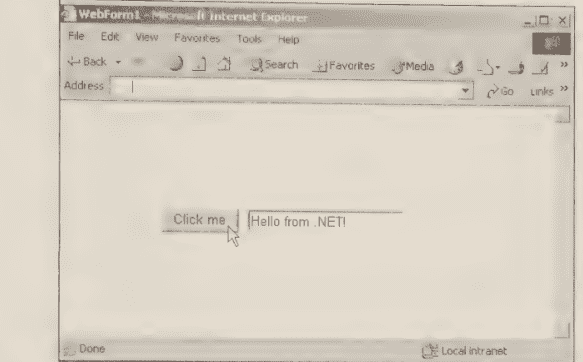 WebForm1 - Microsoft Internet Explorer
File Edit View Favorites Tools Help
Back Search Favorites Media »
Address Go Links »
Click me Hello from .NET!
Done Local intranet